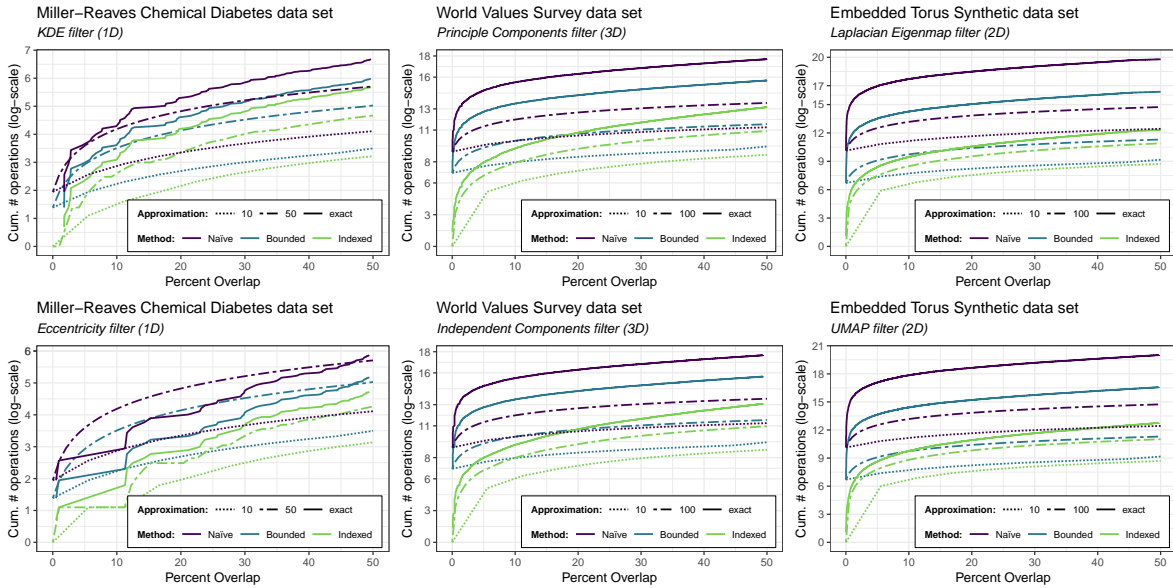 Miller−Reaves Chemical Diabetes data set
KDE filter (1D)
Cum. # operations (log−scale)
7
6
5
4
3
2
1
0
Approximation: 10 50 exact
Method: Naïve Bounded Indexed
0 10 20 30 40 50
Percent Overlap
World Values Survey data set
Principle Components filter (3D)
Cum. # operations (log−scale)
18
16
13
11
8
6
3
0
Approximation: 10 100 exact
Method: Naïve Bounded Indexed
0 10 20 30 40 50
Percent Overlap
Embedded Torus Synthetic data set
Laplacian Eigenmap filter (2D)
Cum. # operations (log−scale)
20
15
12
9
6
3
0
Approximation: 10 100 exact
Method: Naïve Bounded Indexed
0 10 20 30 40 50
Percent Overlap
Miller−Reaves Chemical Diabetes data set
Eccentricity filter (1D)
Cum. # operations (log−scale)
6
5
4
3
2
1
0
Approximation: 10 50 exact
Method: Naïve Bounded Indexed
0 10 20 30 40 50
Percent Overlap
World Values Survey data set
Independent Components filter (3D)
Cum. # operations (log−scale)
18
16
13
11
8
6
3
0
Approximation: 10 100 exact
Method: Naïve Bounded Indexed
0 10 20 30 40 50
Percent Overlap
Embedded Torus Synthetic data set
UMAP filter (2D)
Cum. # operations (log−scale)
21
18
15
12
9
6
3
0
Approximation: 10 100 exact
Method: Naïve Bounded Indexed
0 10 20 30 40 50
Percent Overlap